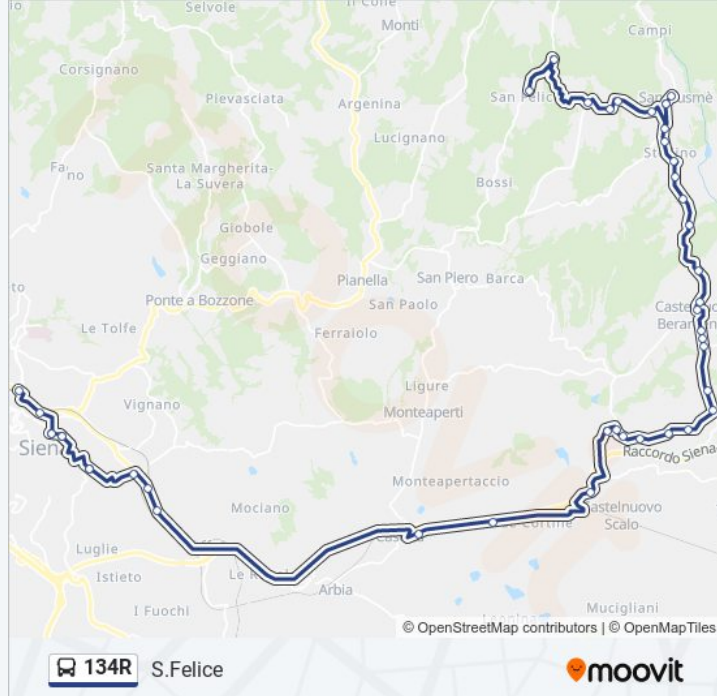 Il Colle
Selvole
Monti
Campi
Corsignano
Pievasciata
Argenina
San Felice
Lucignano
Santa Margherita-
La Suvera
Bossi
Globole
Geggiano
Pianella
San Piero
Barca
Ponte a Bozzone
San Paolo
Le Tolfe
Ferraiolo
Ligure
Vignano
Monteaperti
Siena
Raccordo Siena
Monteapertaccio
Mociano
Castelnuovo
Scalo
Luglie
Istieto
Arbia
I Fuochi
Mucigliani
© OpenStreetMap contributors | © OpenMapTiles
134R S.Felice
moovit